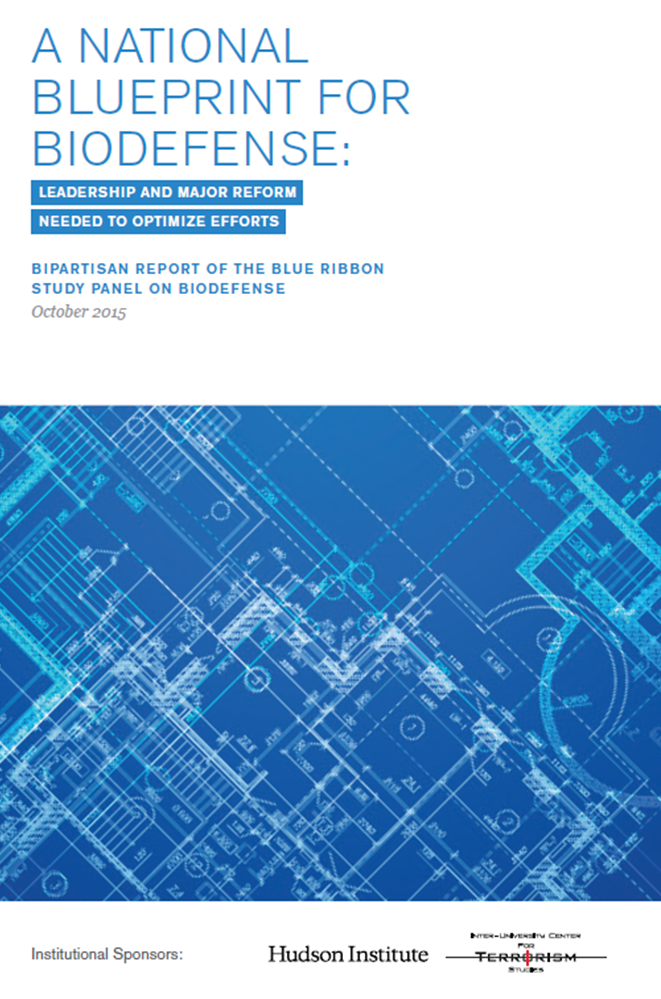 A NATIONAL
BLUEPRINT FOR
BIODEFENSE:
LEADERSHIP AND MAJOR REFORM
NEEDED TO OPTIMIZE EFFORTS
BIPARTISAN REPORT OF THE BLUE RIBBON
STUDY PANEL ON BIODEFENSE
October 2015
Institutional Sponsors:
Hudson Institute
INTER-UNIVERSITY CENTER
FOR
TERRORISM
STUDIES